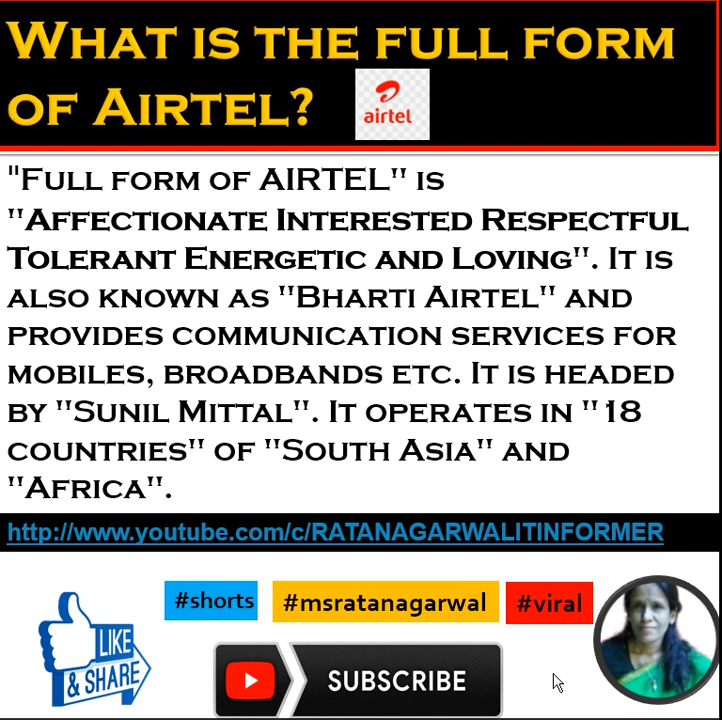 WHAT IS THE FULL FORM
OF AIRTEL?
airtel
"FULL FORM OF AIRTEL" IS
"AFFECTIONATE INTERESTED RESPECTFUL
TOLERANT ENERGETIC AND LOVING". IT IS
ALSO KNOWN AS "BHARTI AIRTEL" AND
PROVIDES COMMUNICATION SERVICES FOR
MOBILES, BROADBANDS ETC. IT IS HEADED
BY "SUNIL MITTAL". IT OPERATES IN "18
COUNTRIES" OF "SOUTH ASIA" AND
"AFRICA".
http://www.youtube.com/c/RATANAGARWALITINFORMER
#shorts #msratanagarwal #viral
LIKE
& SHARE
SUBSCRIBE